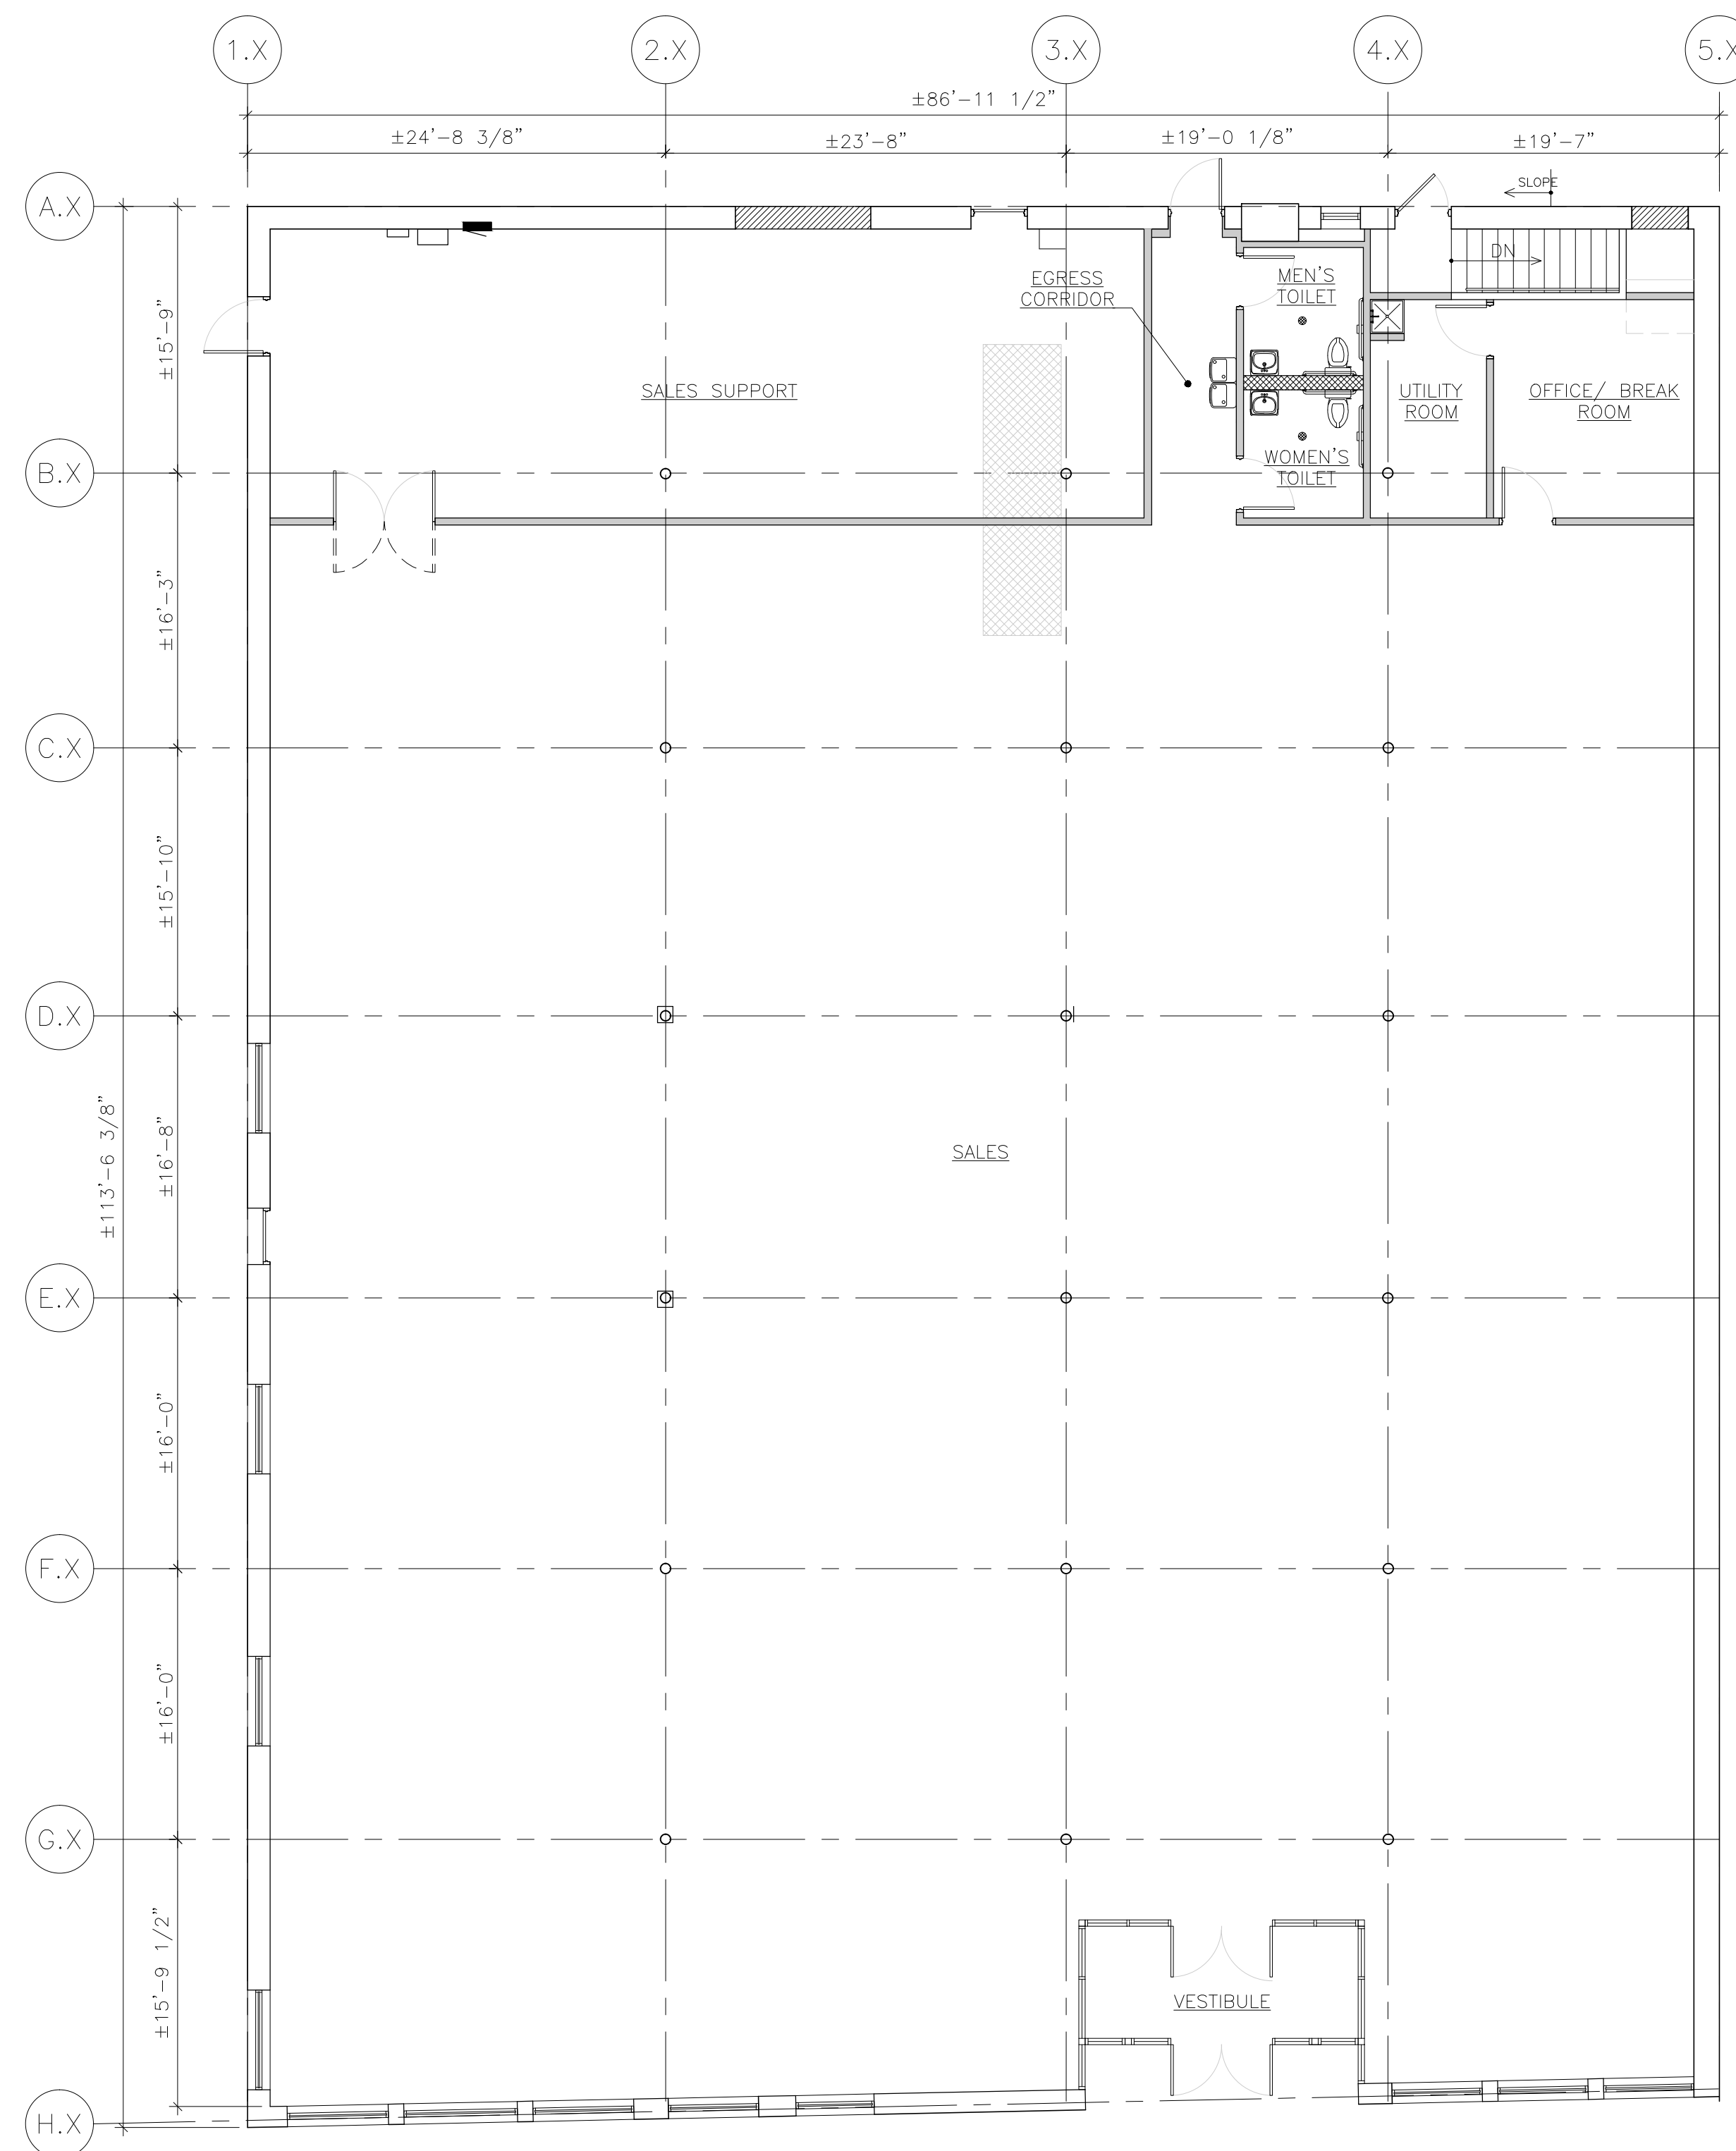 1.X
2.X
3.X
4.X
5.X
±86'-11 1/2"
±24'-8 3/8"
±23'-8"
±19'-0 1/8"
±19'-7"
A.X
SLOPE
DN
EGRESS
CORRIDOR
MEN'S
TOILET
±15'-9"
SALES SUPPORT
UTILITY
ROOM
OFFICE/ BREAK
ROOM
B.X
WOMEN'S
TOILET
±16'-3"
C.X
±15'-10"
D.X
±113'-6 3/8"
±16'-8"
SALES
E.X
±16'-0"
F.X
±16'-0"
G.X
±15'-9 1/2"
VESTIBULE
H.X